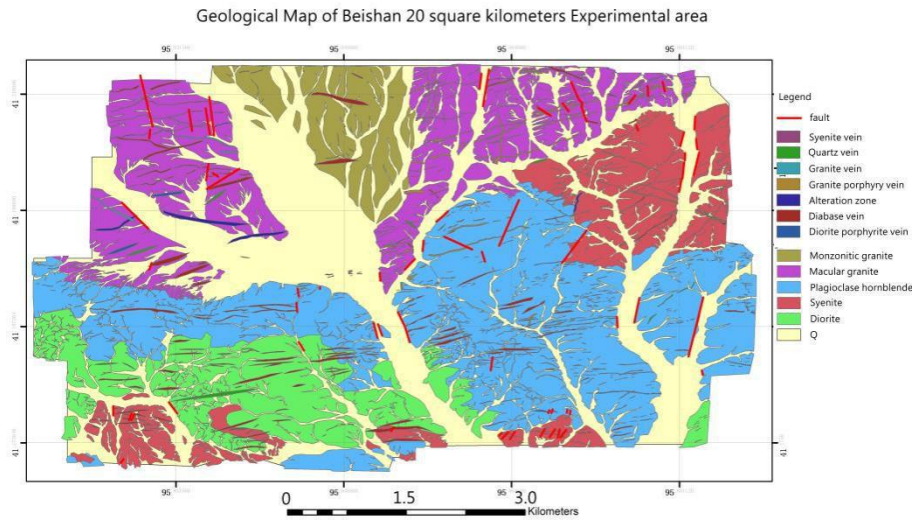 Geological Map of Beishan 20 square kilometers Experimental area
95 95 95 95
41
41
41
41
41
41
Legend
fault
Syenite vein
Quartz vein
Granite vein
Granite porphyry vein
Alteration zone
Diabase vein
Diorite porphyrite vein
Monzonitic granite
Macular granite
Plagioclase hornblende
Syenite
Diorite
Q
95 95 95 95
0 1.5 3.0
Kilometers